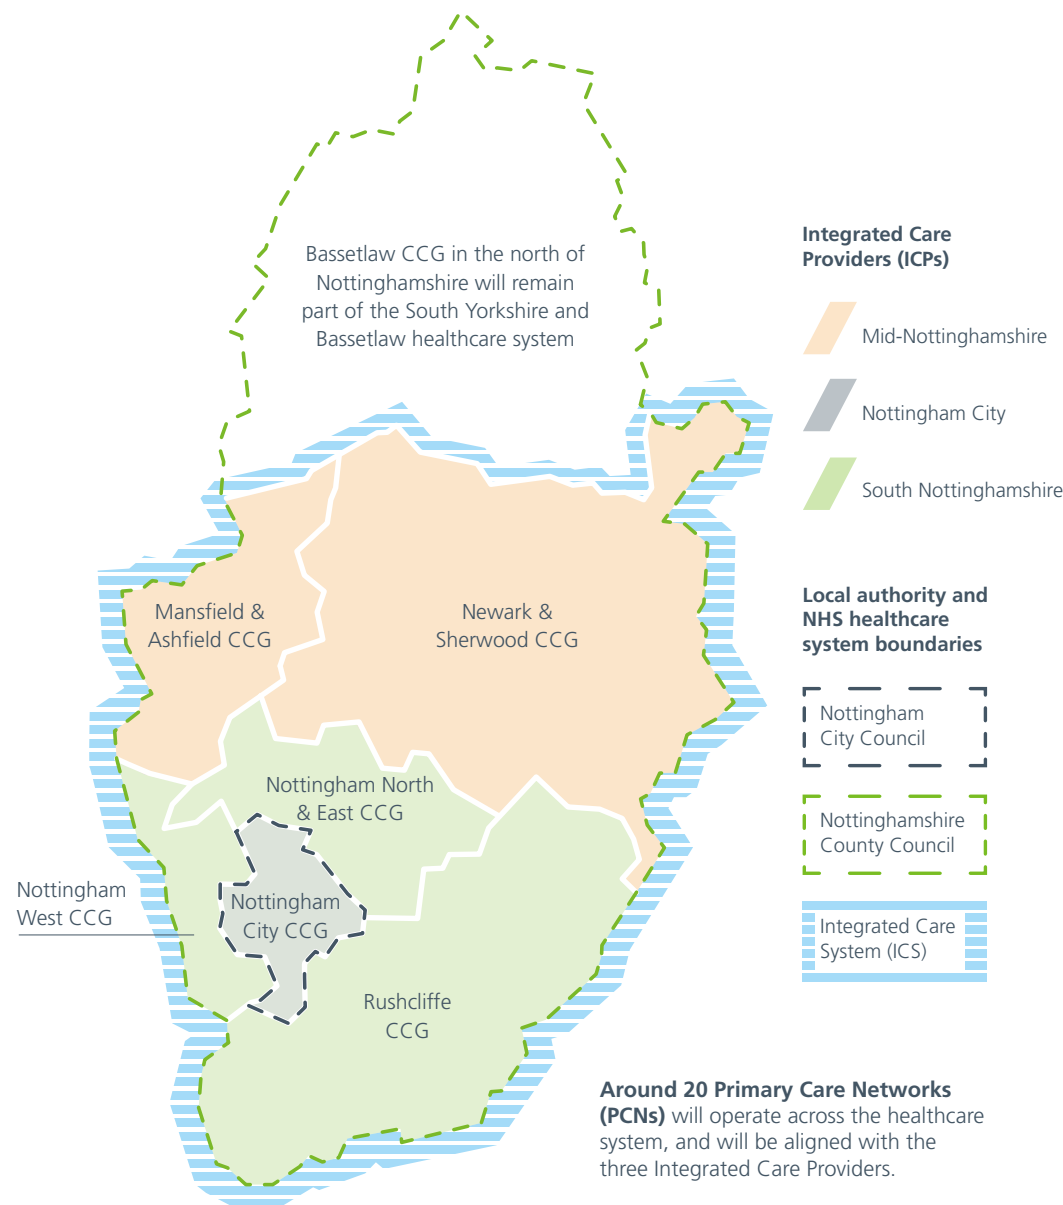 Bassetlaw CCG in the north of
Nottinghamshire will remain
part of the South Yorkshire and
Bassetlaw healthcare system
Mansfield &
Ashfield CCG
Newark &
Sherwood CCG
Nottingham North
& East CCG
Nottingham
West CCG
Nottingham
City CCG
Rushcliffe
CCG
Integrated Care
Providers (ICPs)
Mid-Nottinghamshire
Nottingham City
South Nottinghamshire
Local authority and
NHS healthcare
system boundaries
Nottingham
City Council
Nottinghamshire
County Council
Integrated Care
System (ICS)
Around 20 Primary Care Networks
(PCNs) will operate across the healthcare
system, and will be aligned with the
three Integrated Care Providers.